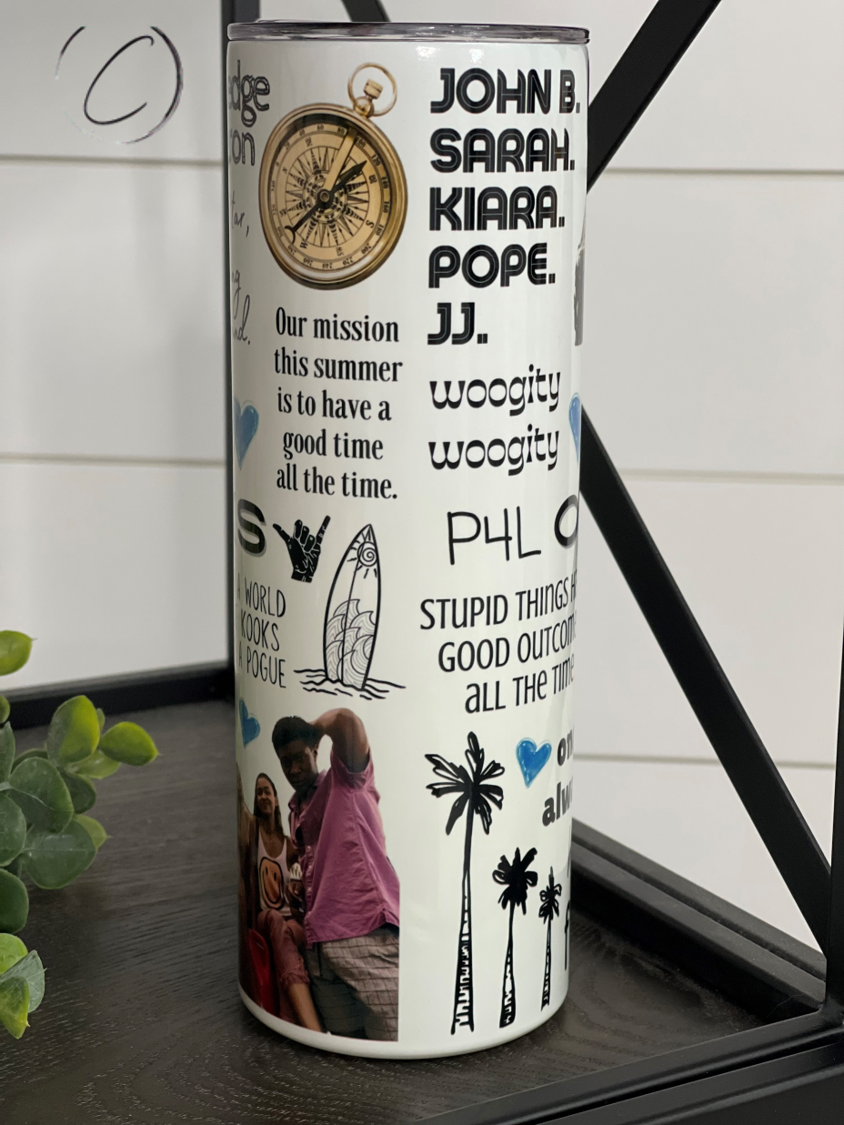 JOHN B.
SARAH.
KIARA.
POPE.
JJ.
woogity
woogity
P4L
STUPID THINGS
GOOD
ALL THE TIME
Our mission
this summer
is to have a
good time
all the time.
WORLD
KOOKS
A POGUE